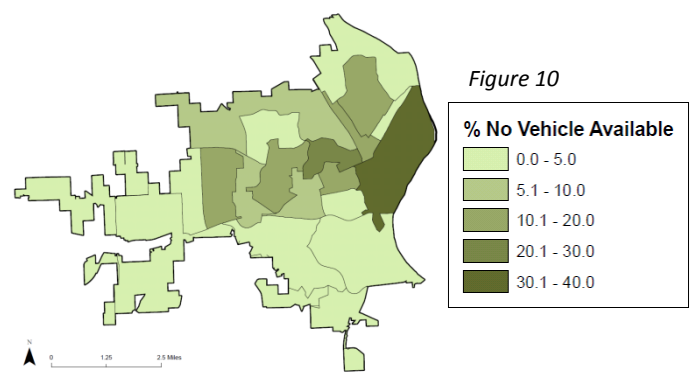 Figure 10
% No Vehicle Available
0.0 - 5.0
5.1 - 10.0
10.1 - 20.0
20.1 - 30.0
30.1 - 40.0
N
0 1.25 2.5 Miles